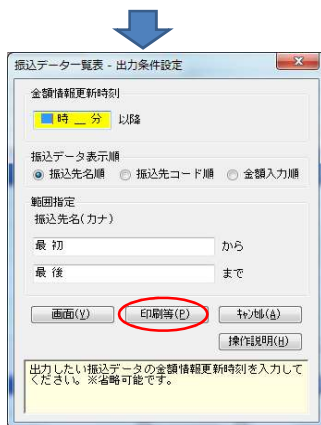 振込データ一覧表 - 出力条件設定
金額情報更新時刻
時 __ 分 以降
振込データ表示順
振込先名順 振込先コード順 金額入力順
範囲指定
振込先名(カナ)
最 初 から
最 後 まで
画面(V) 印刷等(P) キャンセル(A)
操作説明(H)
出力したい振込データの金額情報更新時刻を入力して
ください。※省略可能です。